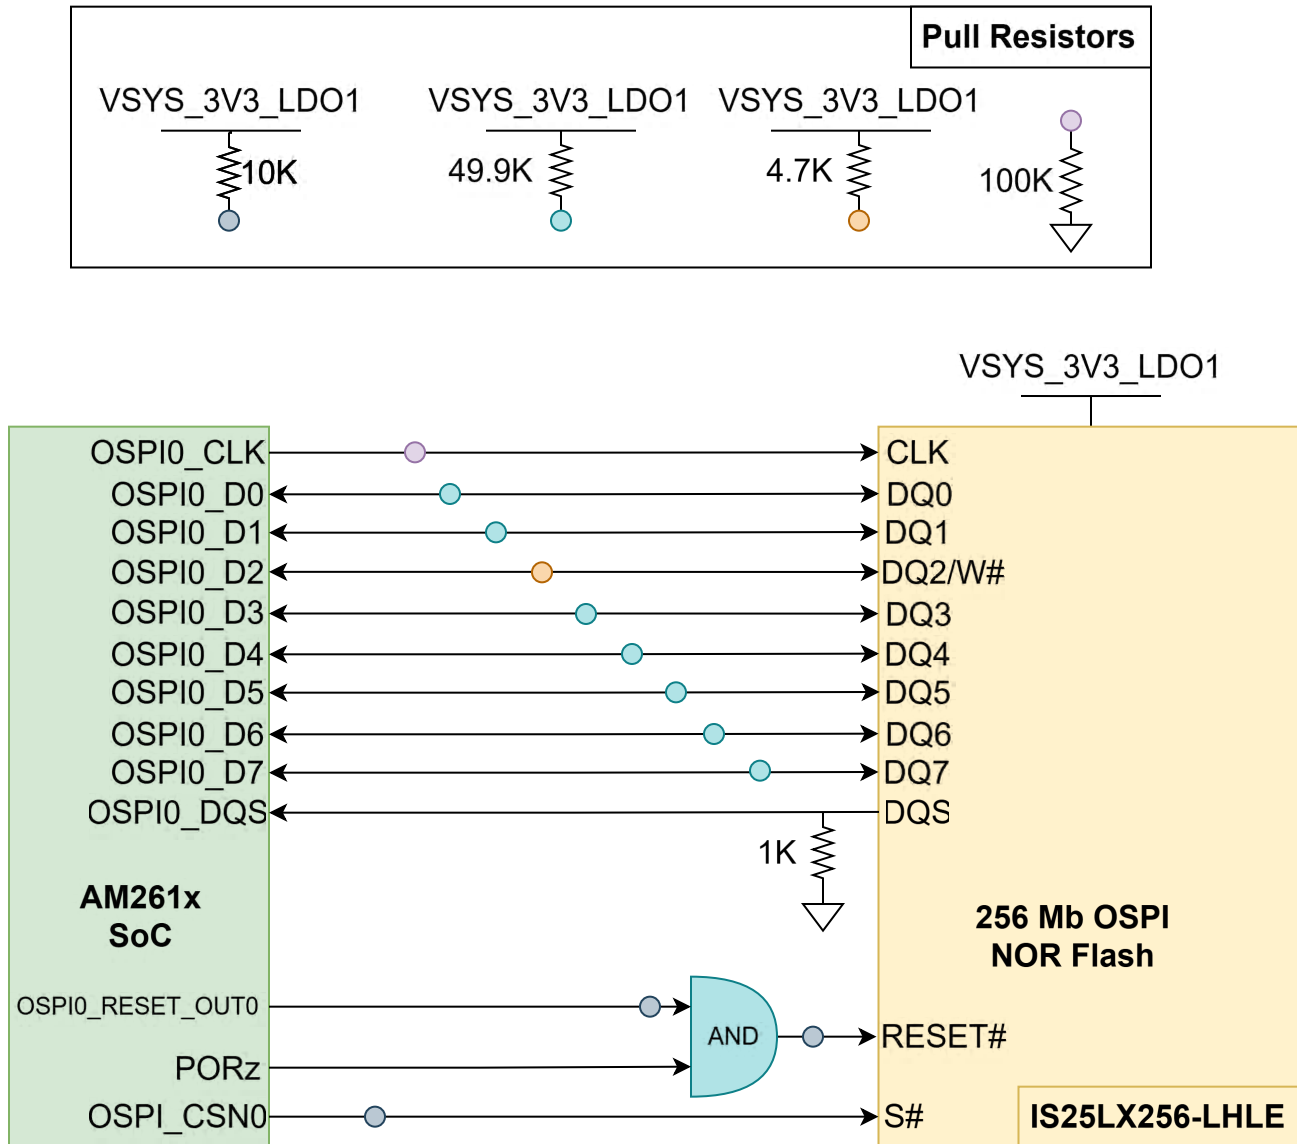 Pull Resistors
VSYS_3V3_LDO1 VSYS_3V3_LDO1 VSYS_3V3_LDO1
10K 49.9K 4.7K 100K
VSYS_3V3_LDO1
OSPI0_CLK CLK
OSPI0_D0 DQ0
OSPI0_D1 DQ1
OSPI0_D2 DQ2/W#
OSPI0_D3 DQ3
OSPI0_D4 DQ4
OSPI0_D5 DQ5
OSPI0_D6 DQ6
OSPI0_D7 DQ7
OSPI0_DQS DQS
1K
AM261x
SoC
256 Mb OSPI
NOR Flash
OSPI0_RESET_OUT0
AND
RESET#
PORz
OSPI_CSN0 S#
IS25LX256-LHLE